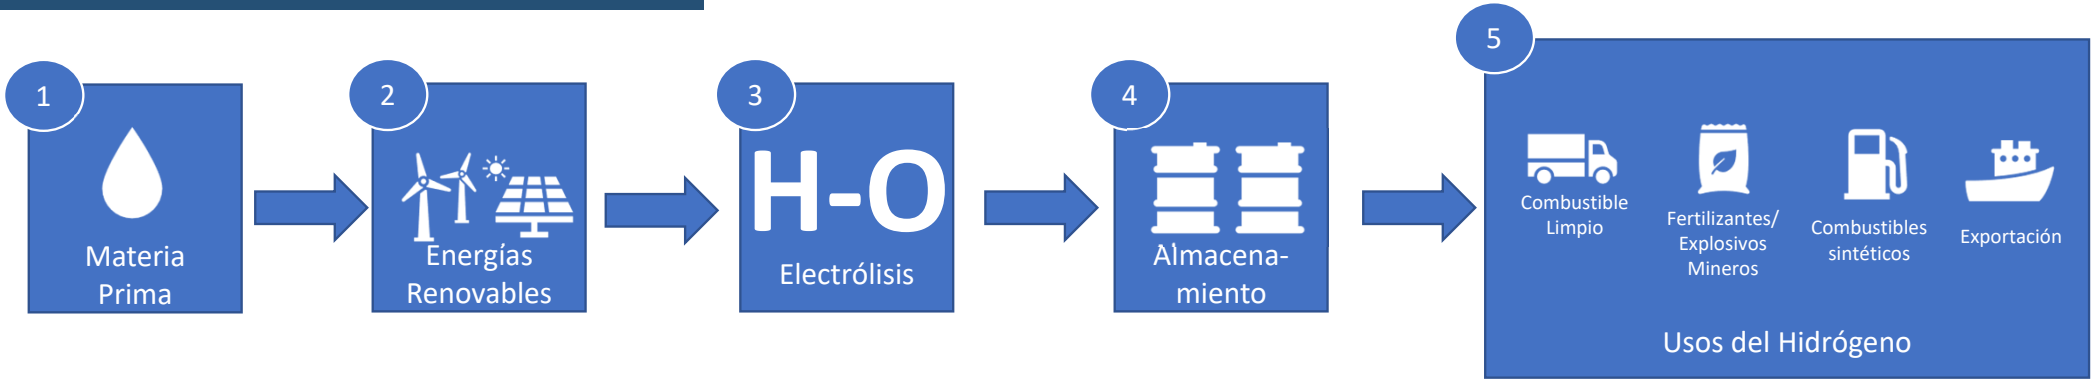 1
Materia
Prima
2
Energías
Renovables
3
H-O
Electrólisis
4
Almacena-
miento
5
Combustible
Limpio
Fertilizantes/
Explosivos
Mineros
Combustibles
sintéticos
Exportación
Usos del Hidrógeno